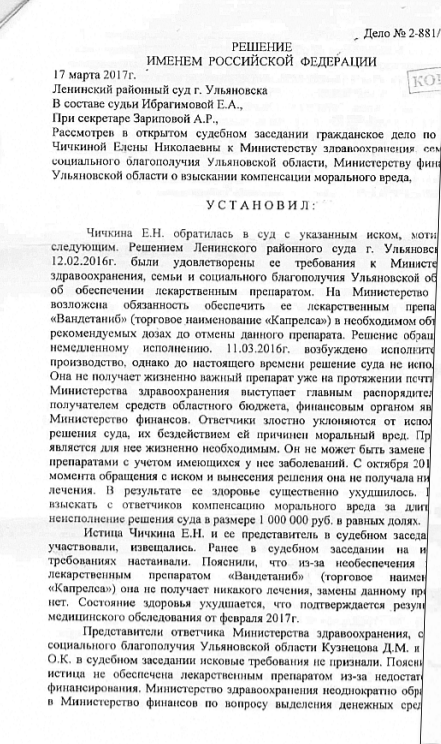 Дело № 2-881/
РЕШЕНИЕ
ИМЕНЕМ РОССИЙСКОЙ ФЕДЕРАЦИИ
17 марта 2017г.
КО
Ленинский районный суд г. Ульяновска
В составе судьи Ибрагимовой Е.А.,
При секретаре Зариповой А.Р.,
Рассмотрев в открытом судебном заседании гражданское дело по
Чичкиной Елены Николаевны к Министерству здравоохранения, сем
социального благополучия Ульяновской области, Министерству фина
Ульяновской области о взыскании компенсации морального вреда,
УСТАНОВИЛ:
Чичкина Е.Н. обратилась в суд с указанным иском, моти
следующим. Решением Ленинского районного суда г. Ульяновс
12.02.2016г. были удовлетворены ее требования к Министе
здравоохранения, семьи и социального благополучия Ульяновской об
об обеспечении лекарственным препаратом. На Министерство
возложена обязанность обеспечить ее лекарственным препа
«Вандетаниб» (торговое наименование «Капрелса») в необходимом объ
рекомендуемых дозах до отмены данного препарата. Решение обращ
немедленному исполнению. 11.03.2016г. возбуждено исполните
производство, однако до настоящего времени решение суда не испо
Она не получает жизненно важный препарат уже на протяжении почти
Министерства здравоохранения выступает главным распорядител
получателем средств областного бюджета, финансовым органом яв
Министерство финансов. Ответчики злостно уклоняются от испол
решения суда, их бездействием ей причинен моральный вред. Пр
является для нее жизненно необходимым. Он не может быть замене
препаратами с учетом имеющихся у нее заболеваний. С октября 201
момента обращения с иском и вынесения решения она не получала ни
лечения. В результате ее здоровье существенно ухудшилось. П
взыскать с ответчиков компенсацию морального вреда за длит
неисполнение решения суда в размере 1 000 000 руб. в равных долях.
Истица Чичкина Е.Н. и ее представитель в судебном заседа
участвовали, извещались. Ранее в судебном заседании на и
требованиях настаивали. Пояснили, что из-за необеспечения
лекарственным препаратом «Вандетаниб» (торговое наимен
«Капрелса») она не получает никакого лечения, замены данному пр
нет. Состояние здоровья ухудшается, что подтверждается резул
медицинского обследования от февраля 2017г.
Представители ответчика Министерства здравоохранения, с
социального благополучия Ульяновской области Кузнецова Д.М. и
О.К. в судебном заседании исковые требования не признали. Поясни
истица не обеспечена лекарственным препаратом из-за недостат
финансирования. Министерство здравоохранения неоднократно обра
в Министерство финансов по вопросу выделения денежных сред